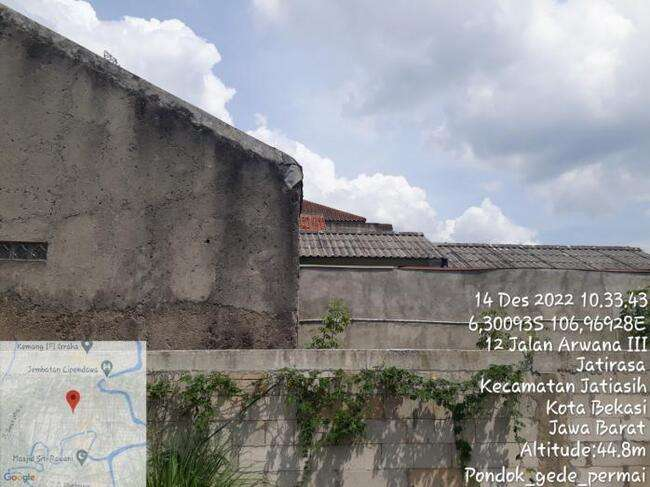 14 Des 2022 10.33.43
6,30093S 106,96928E
12 Jalan Arwana III
Jatirasa
Kecamatan Jatiasih
Kota Bekasi
Jawa Barat
Altitude:44.8m
Pondok_gede_permai
Jembatan Cipendawa
Google